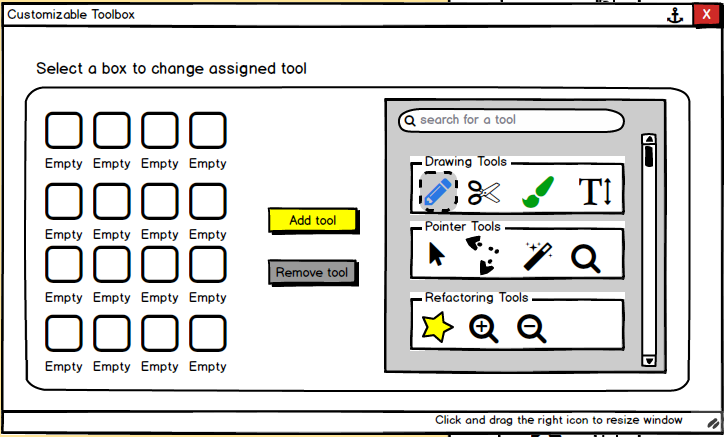 Customizable Toolbox
X
Select a box to change assigned tool
Empty Empty Empty Empty
Empty Empty Empty Empty
Empty Empty Empty Empty
Empty Empty Empty Empty
Add tool
Remove tool
search for a tool
Drawing Tools
T
Pointer Tools
Refactoring Tools
Click and drag the right icon to resize window